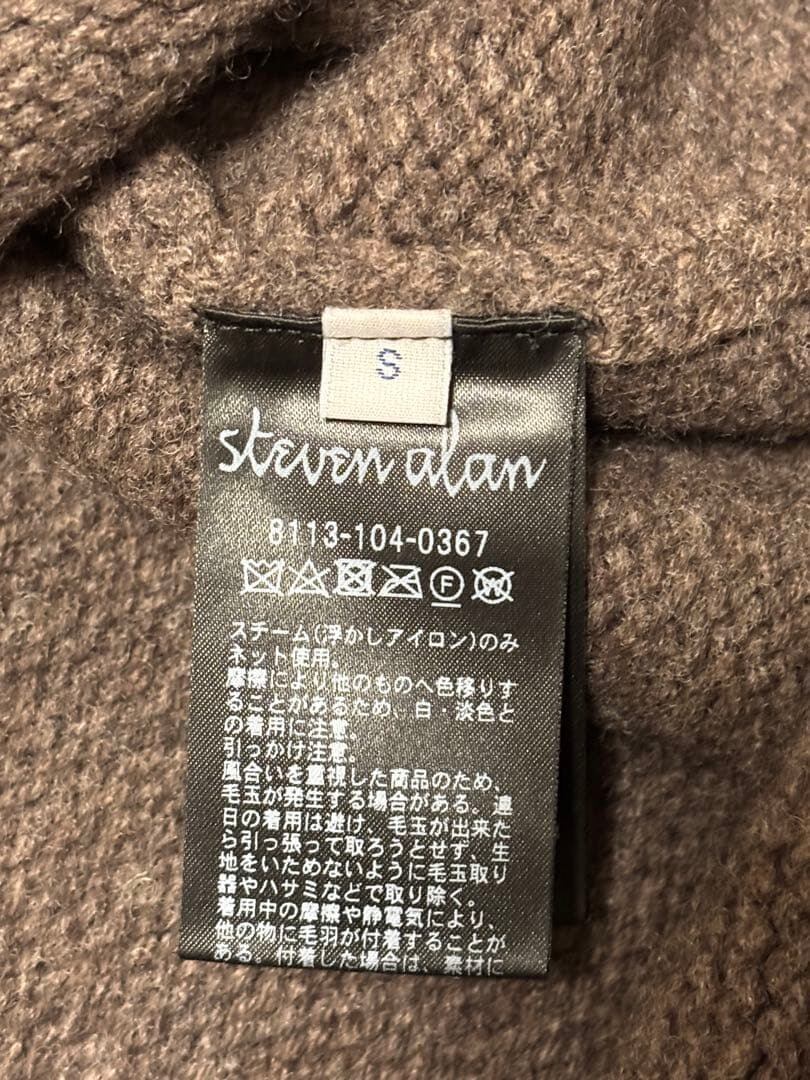 S
steven alan
8113-104-0367
F W
スチーム(浮かしアイロン)のみ
ネット使用。
摩擦により他のものへ色移りす
ることがあるため、白・淡色と
の着用に注意。
引っかけ注意。
風合いを重視した商品のため、
毛玉が発生する場合がある。連
日の着用は避け、毛玉が出来た
ら引っ張って取ろうとせず、生
地をいためないように毛玉取り
器やハサミなどで取り除く。
着用中の摩擦や静電気により、
他の物に毛羽が付着することが
ある。付着した場合は、素材に